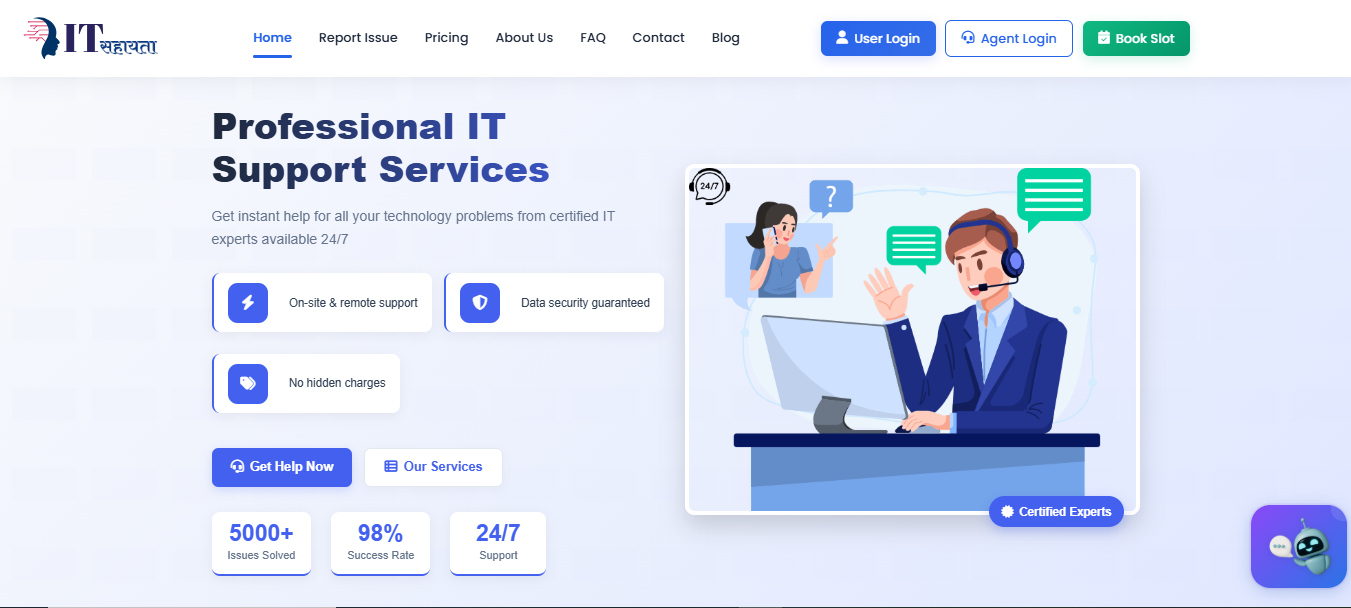 IT सहायता
Home
Report Issue
Pricing
About Us
FAQ
Contact
Blog
User Login
Agent Login
Book Slot
Professional IT
Support Services
Get instant help for all your technology problems from certified IT
experts available 24/7
On-site & remote support
Data security guaranteed
No hidden charges
Get Help Now
Our Services
5000+
Issues Solved
98%
Success Rate
24/7
Support
24/7
?
Certified Experts